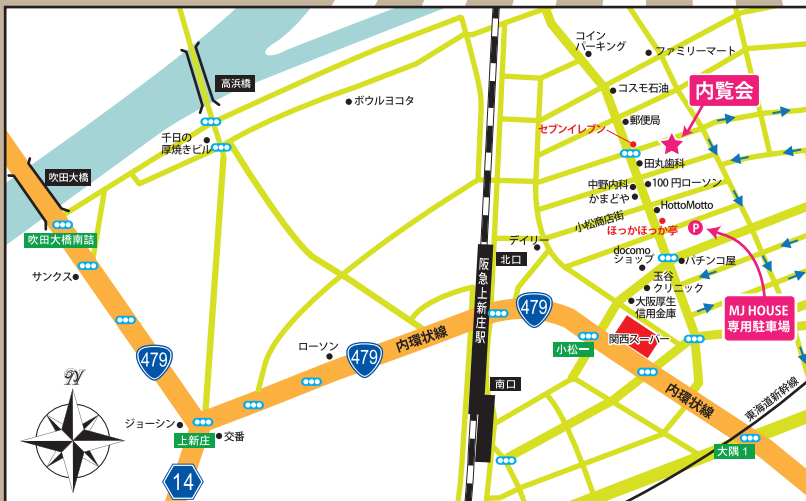 コイン
パーキング
ファミリーマート
高浜橋
コスモ石油
内覧会
ボウルヨコタ
郵便局
セブンイレブン
千日の
厚焼きビル
田丸歯科
吹田大橋
中野内科
100円ローソン
かまどや
HottoMotto
小松商店街
ほっかほっか亭
P
吹田大橋南詰
デイリー
docomo
ショップ
パチンコ屋
北口
阪急上新庄駅
サンクス
玉谷
クリニック
大阪厚生
信用金庫
MJ HOUSE
専用駐車場
479
内環状線
関西スーパー
ローソン
479
479
小松一
N
南口
内環状線
東海道新幹線
ジョーシン
上新庄
交番
大隅1
14